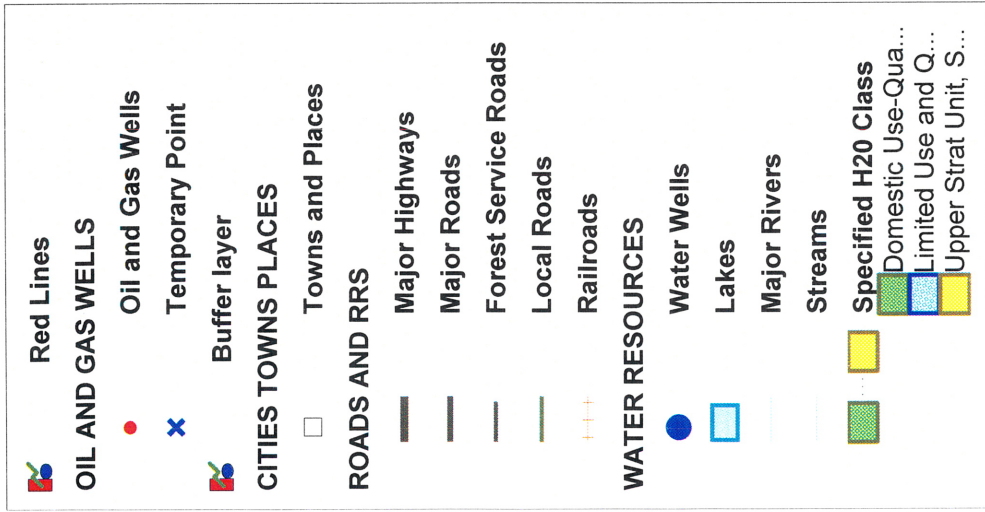 Red Lines
OIL AND GAS WELLS
Oil and Gas Wells
Temporary Point
Buffer layer
CITIES TOWNS PLACES
Towns and Places
ROADS AND RRS
Major Highways
Major Roads
Forest Service Roads
Local Roads
Railroads
WATER RESOURCES
Water Wells
Lakes
Major Rivers
Streams
Specified H20 Class
Domestic Use-Qua...
Limited Use and Q...
Upper Strat Unit, S...